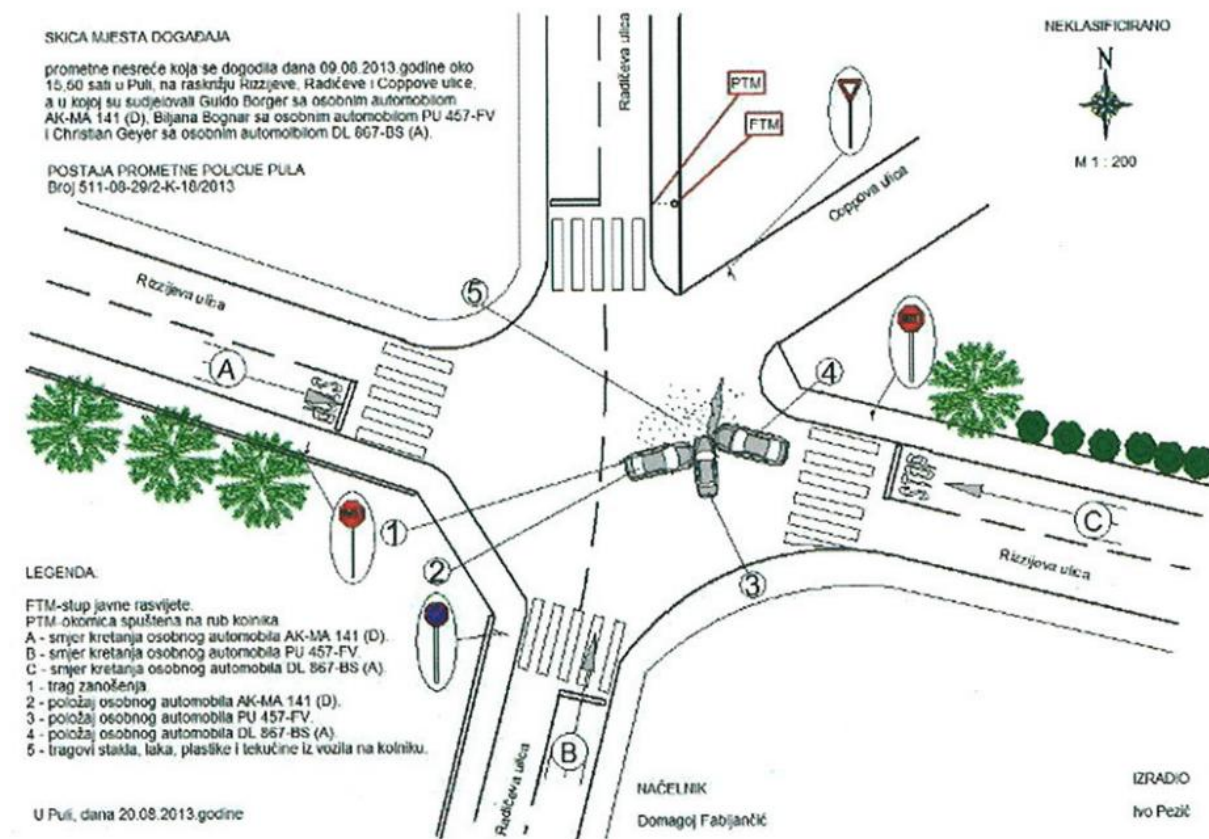 SKICA MJESTA DOGAĐAJA
prometne nesreće koja se dogodila dana 09.08.2013.godine oko
15,50 sati u Puli, na raskrižju Rizzijeve, Radićeve i Coppove ulice,
a u kojoj su sudjelovali Guido Borger sa osobnim automobilom
AK-MA 141 (D), Biljana Bognar sa osobnim automobilom PU 457-FV
i Christian Geyer sa osobnim automoibilom DL 867-BS (A).
POSTAJA PROMETNE POLICIJE PULA
Broj 511-08-29/2-K-18/2013
NEKLASIFICIRANO
N
M 1 : 200
Radićeva ulica
PTM
FTM
Coppova ulica
Rizzijeva ulica
5
A
4
1
2
3
C
Rizzijeva ulica
B
Radićeva ulica
LEGENDA:
FTM-stup javne rasvijete.
PTM-okomica spuštena na rub kolnika
A - smjer kretanja osobnog automobila AK-MA 141 (D).
B - smjer kretanja osobnog automobila PU 457-FV.
C - smjer kretanja osobnog automobila DL 867-BS (A).
1 - trag zanošenja.
2 - položaj osobnog automobila AK-MA 141 (D).
3 - položaj osobnog automobila PU 457-FV.
4 - položaj osobnog automobila DL 867-BS (A).
5 - tragovi stakla, laka, plastike i tekućine iz vozila na kolniku.
U Puli, dana 20.08.2013.godine
NAČELNIK
Domagoj Fabijančić
IZRADIO
Ivo Pezić